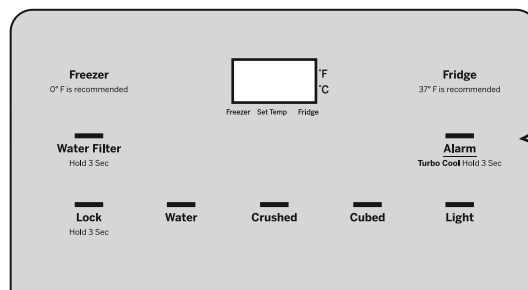 Freezer
0° F is recommended
°F
°C
Freezer Set Temp Fridge
Fridge
37° F is recommended
Water Filter
Hold 3 Sec
Alarm
Turbo Cool Hold 3 Sec
Lock
Hold 3 Sec
Water
Crushed
Cubed
Light